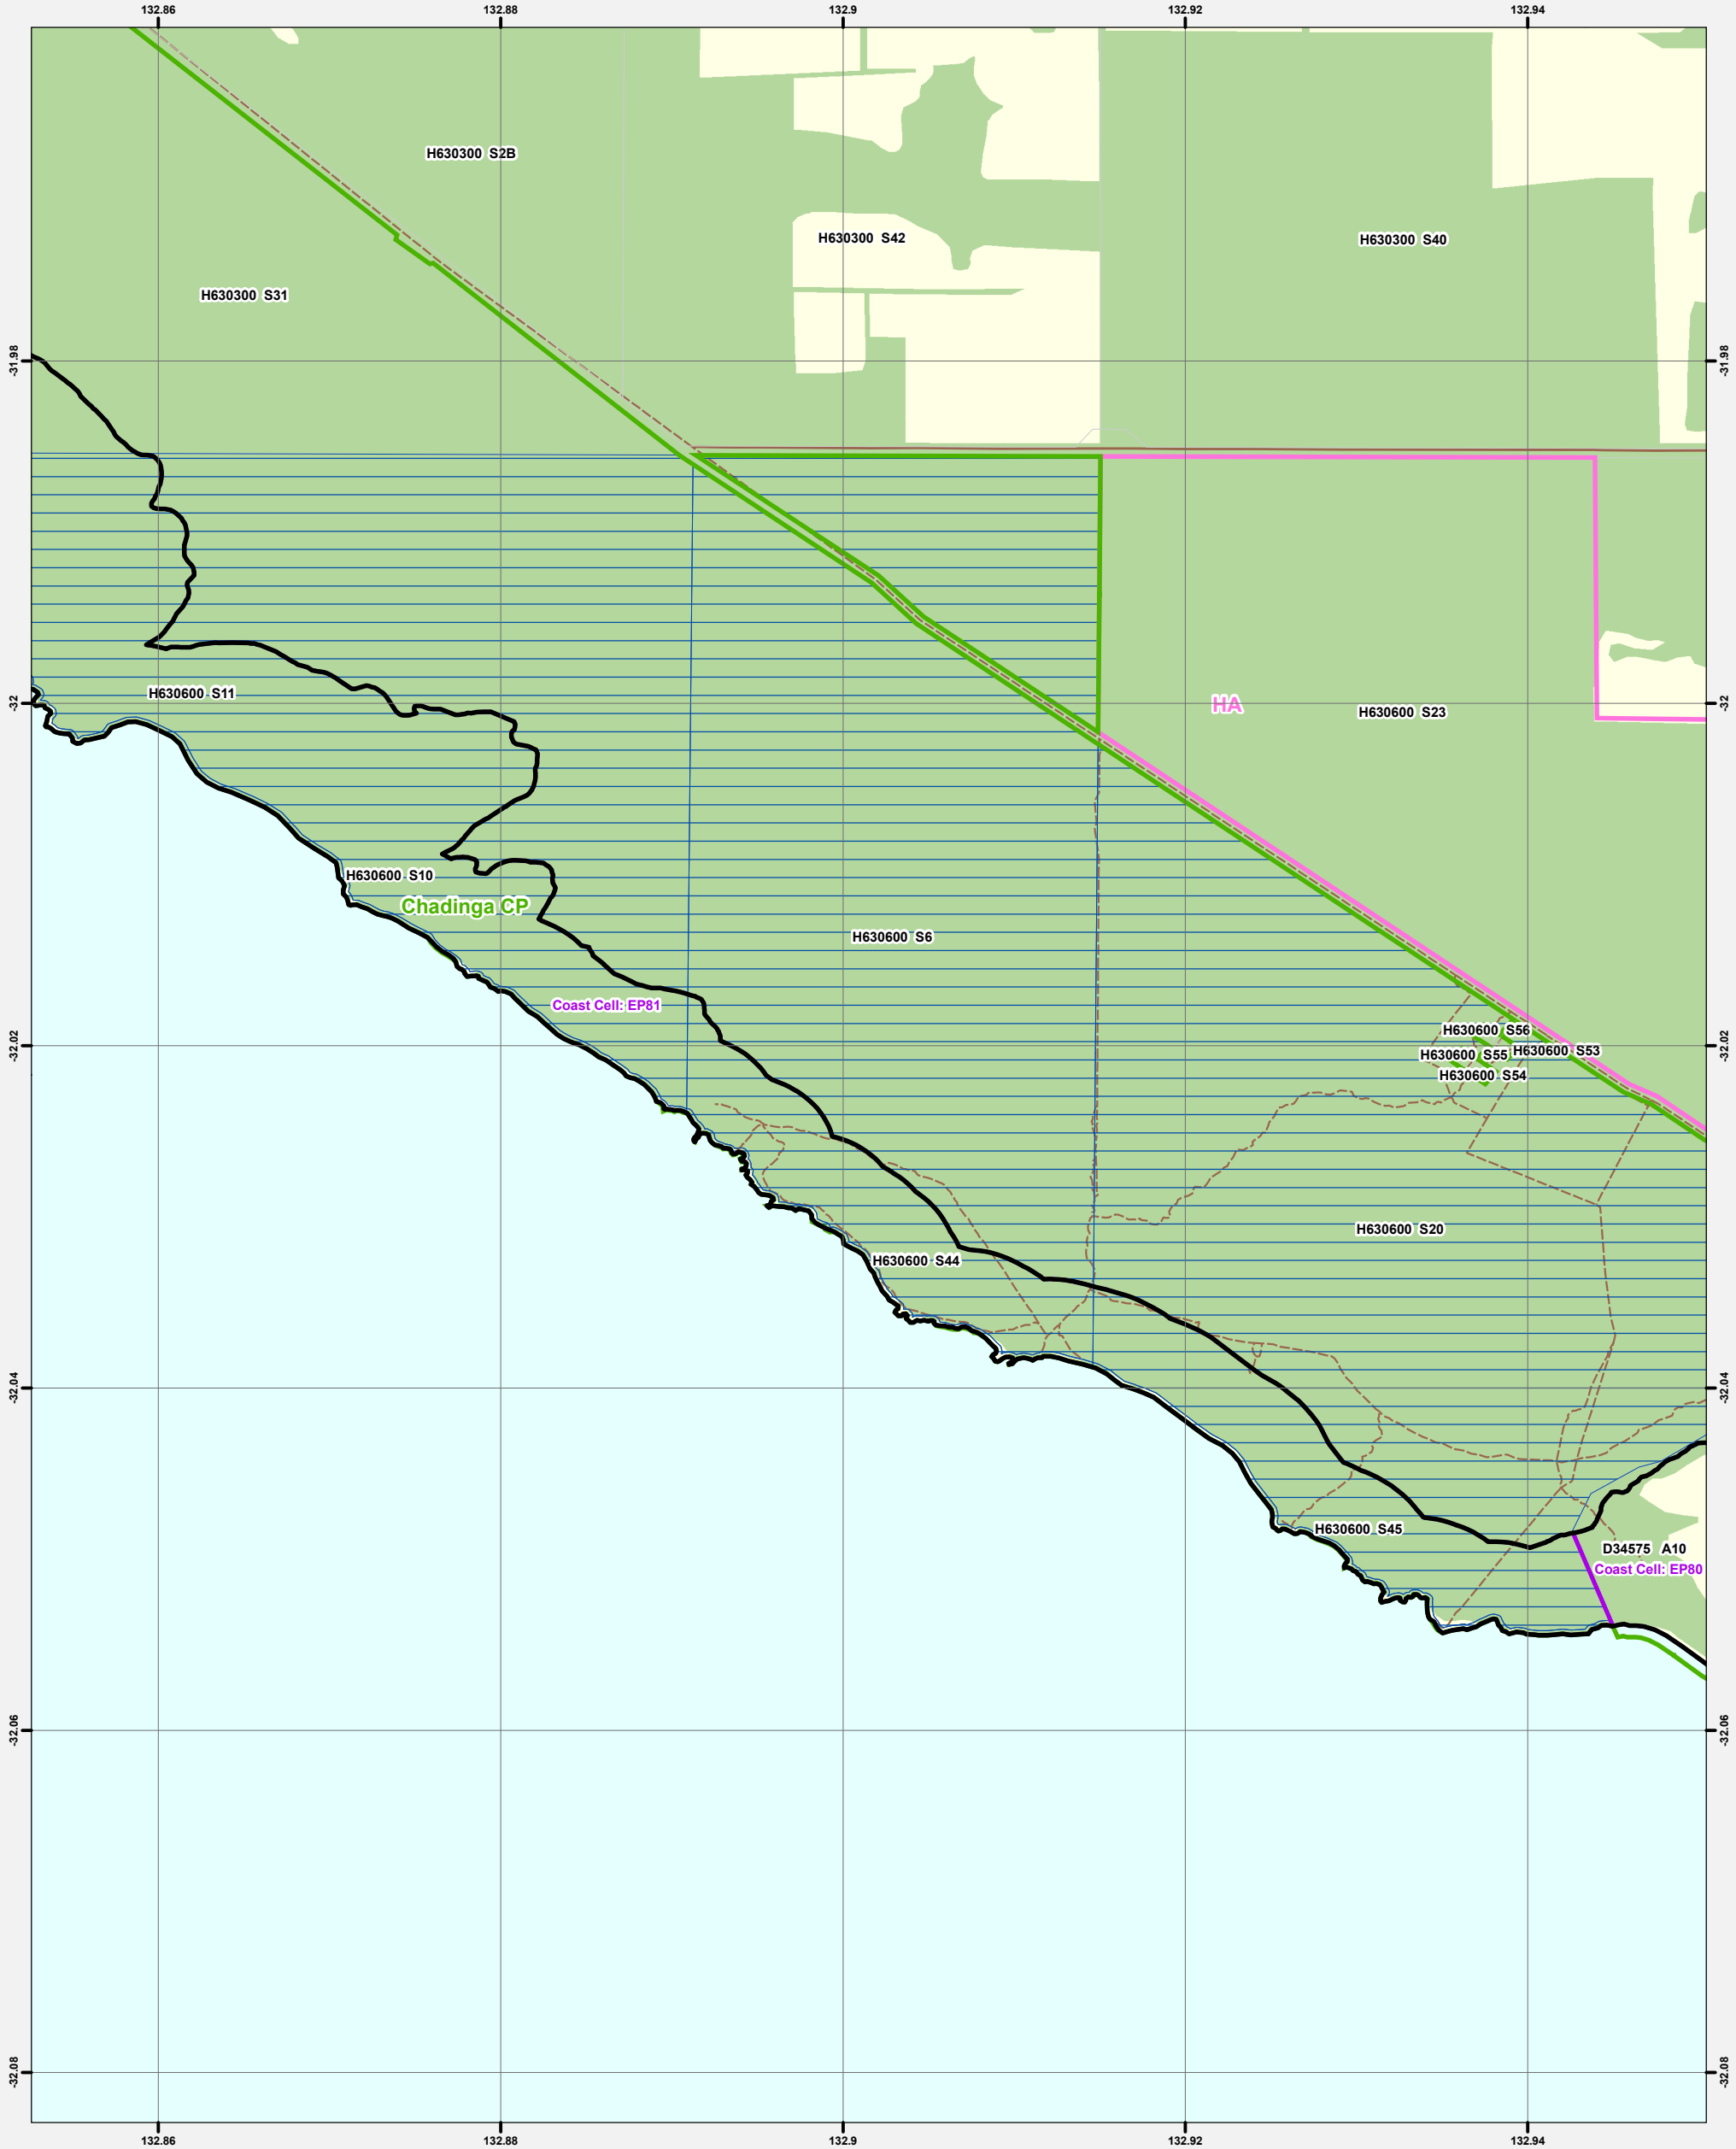 132.86 132.88 132.9 132.92 132.94
H630300 S2B
H630300 S42
H630300 S40
H630300 S31
-31.98 -31.98
H630600 S11
-32 -32
HA
H630600 S23
H630600 S10
Chadinga CP
H630600 S6
Coast Cell: EP81
H630600 S56
-32.02 -32.02
H630600 S53
H630600 S55
H630600 S54
H630600 S20
H630600 S44
-32.04 -32.04
H630600 S45
D34575 A10
Coast Cell: EP80
-32.06 -32.06
-32.08 -32.08
132.86 132.88 132.9 132.92 132.94